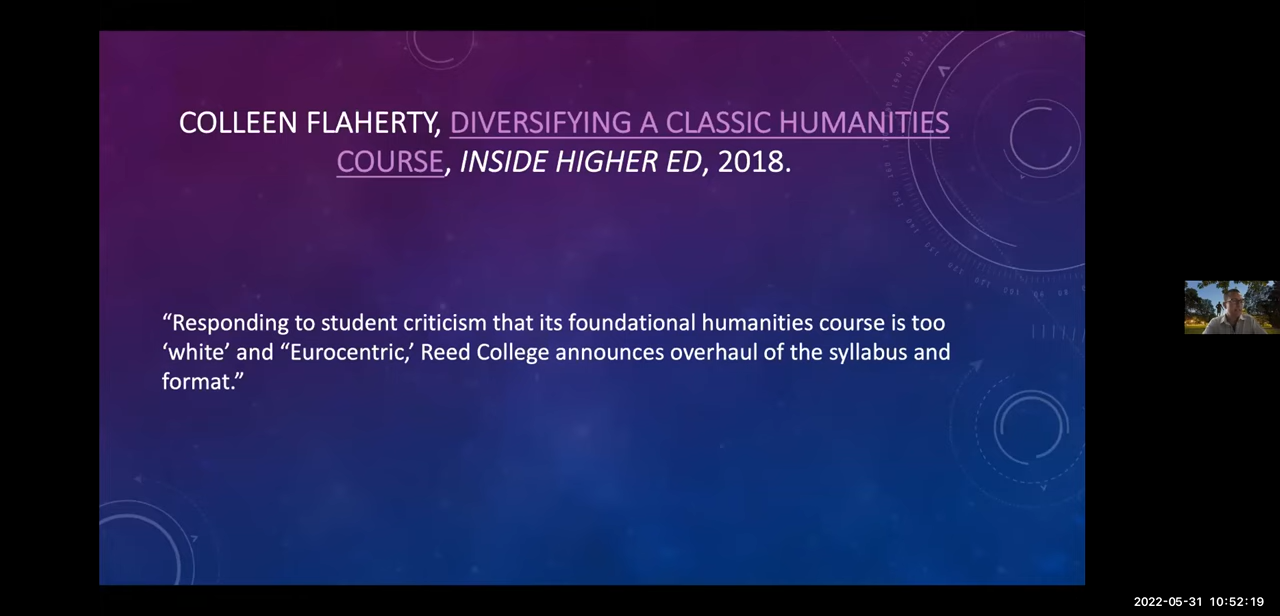 COLLEEN FLAHERTY, DIVERSIFYING A CLASSIC HUMANITIES
COURSE, INSIDE HIGHER ED, 2018.
“Responding to student criticism that its foundational humanities course is too
‘white’ and “Eurocentric,’ Reed College announces overhaul of the syllabus and
format.”
2022-05-31 10:52:19